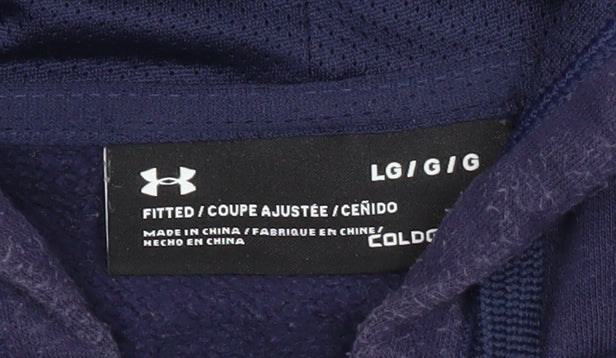 LG / G / G
FITTED / COUPE AJUSTÉE / CEÑIDO
MADE IN CHINA / FABRIQUE EN CHINE /
HECHO EN CHINA